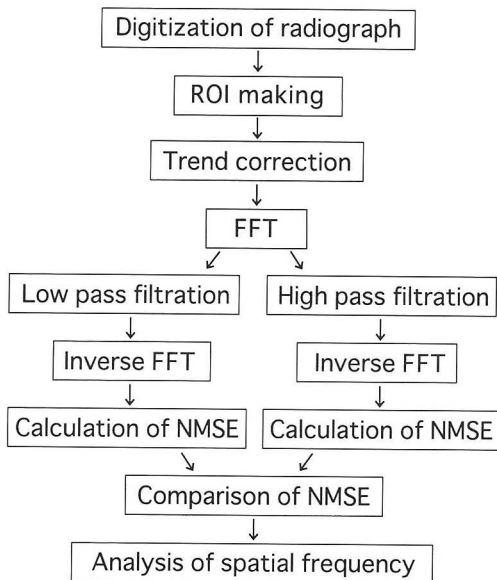 Digitization of radiograph
ROI making
Trend correction
FFT
Low pass filtration
High pass filtration
Inverse FFT
Inverse FFT
Calculation of NMSE
Calculation of NMSE
Comparison of NMSE
Analysis of spatial frequency